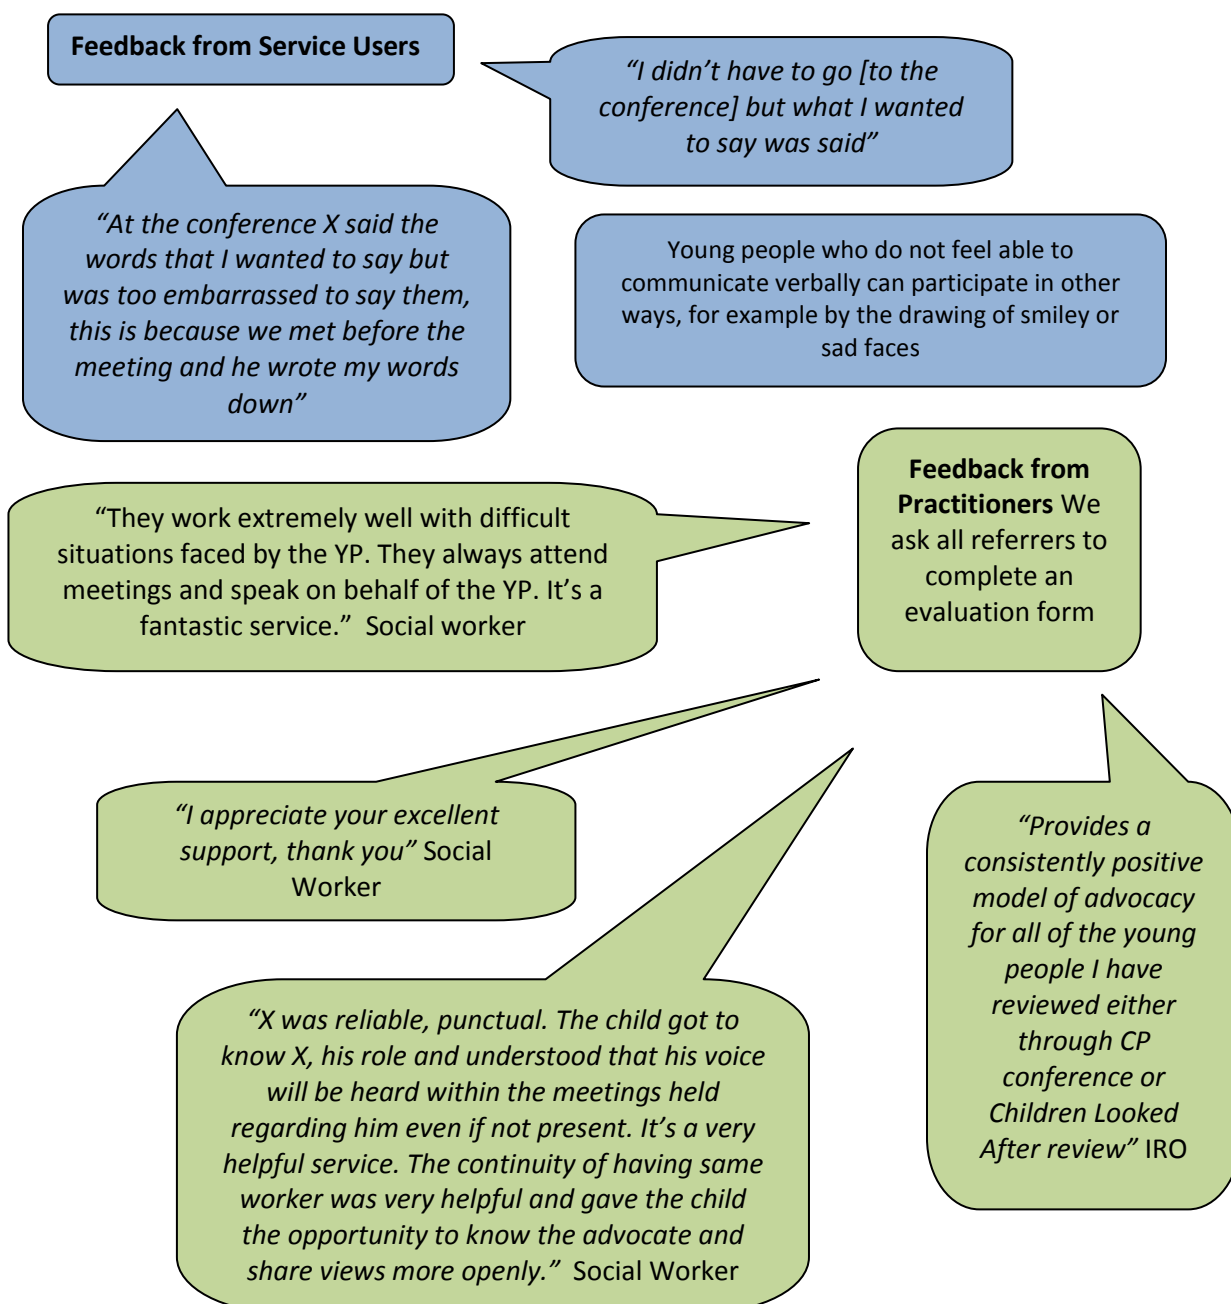 Feedback from Service Users
“I didn’t have to go [to the
conference] but what I wanted
to say was said”
“At the conference X said the
words that I wanted to say but
was too embarrassed to say them,
this is because we met before the
meeting and he wrote my words
down”
Young people who do not feel able to
communicate verbally can participate in other
ways, for example by the drawing of smiley or
sad faces
Feedback from
Practitioners We
ask all referrers to
complete an
evaluation form
“They work extremely well with difficult
situations faced by the YP. They always attend
meetings and speak on behalf of the YP. It’s a
fantastic service.”  Social worker
“I appreciate your excellent
support, thank you” Social
Worker
“Provides a
consistently positive
model of advocacy
for all of the young
people I have
reviewed either
through CP
conference or
Children Looked
After review” IRO
“X was reliable, punctual. The child got to
know X, his role and understood that his voice
will be heard within the meetings held
regarding him even if not present. It’s a very
helpful service. The continuity of having same
worker was very helpful and gave the child
the opportunity to know the advocate and
share views more openly.”  Social Worker